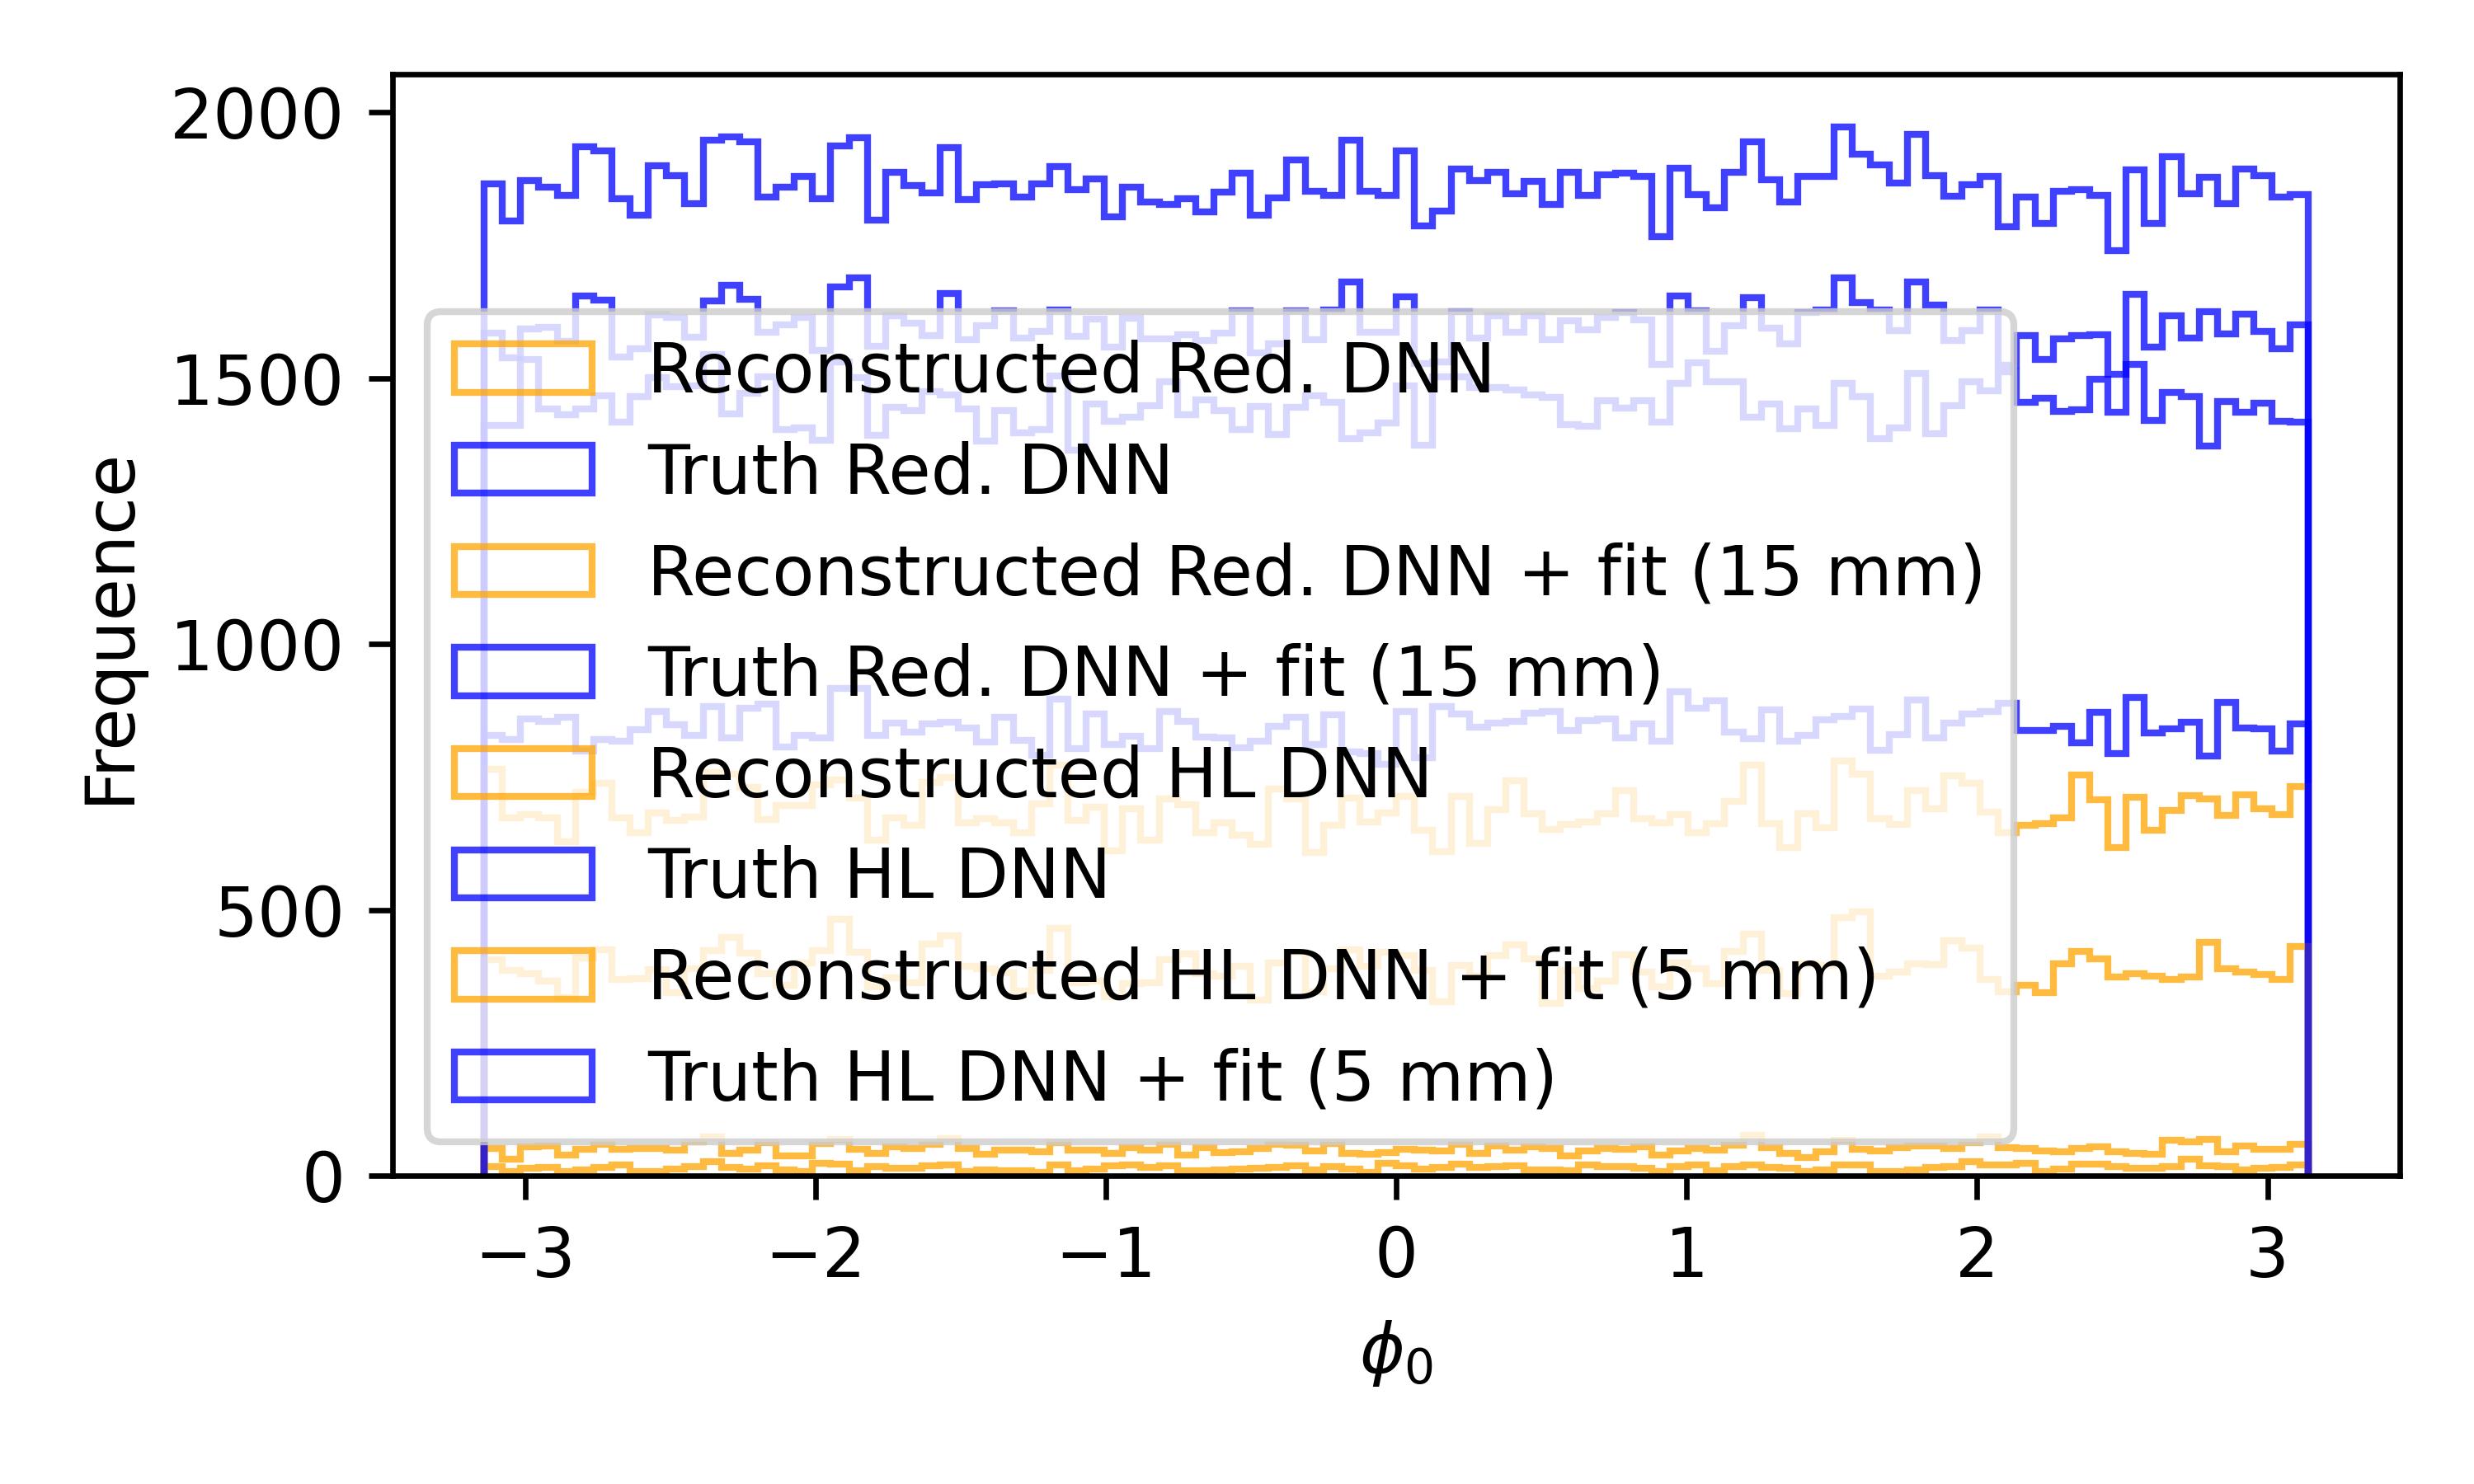 2000
1500
1000
500
0
Frequence
Reconstructed Red. DNN
Truth Red. DNN
Reconstructed Red. DNN + fit (15 mm)
Truth Red. DNN + fit (15 mm)
Reconstructed HL DNN
Truth HL DNN
Reconstructed HL DNN + fit (5 mm)
Truth HL DNN + fit (5 mm)
−3 −2 −1 0 1 2 3
ϕ₀